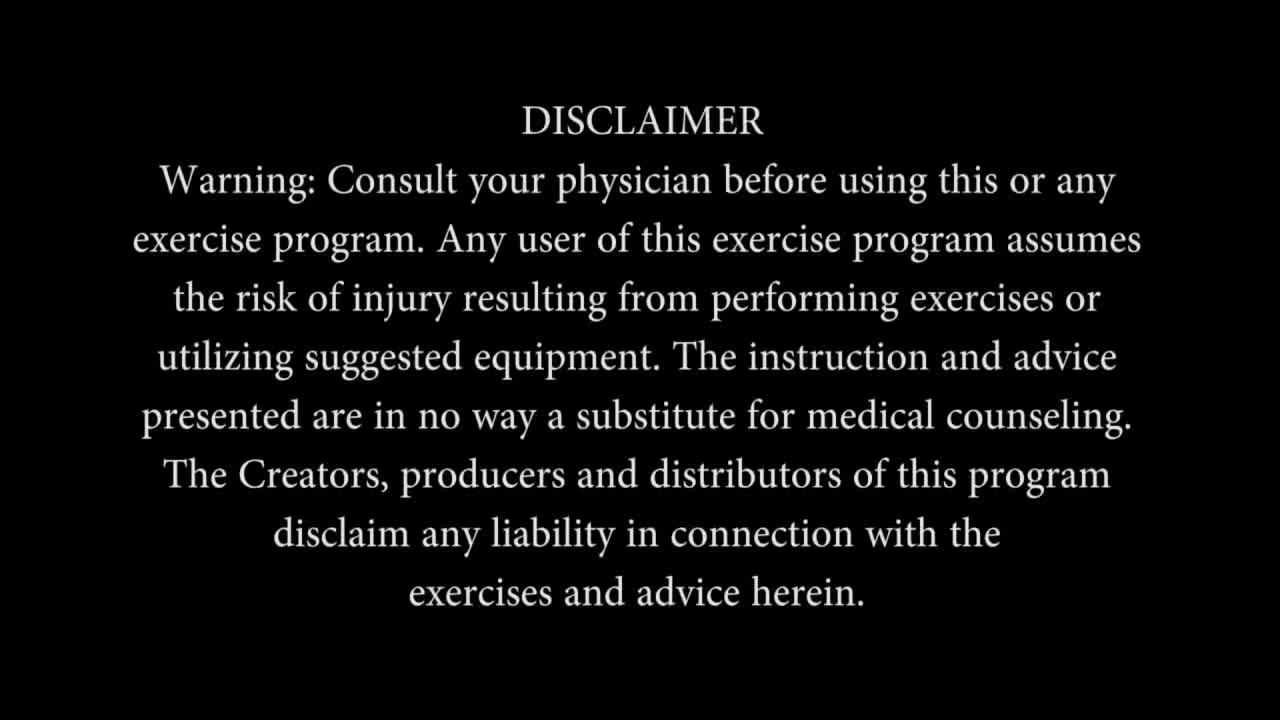 DISCLAIMER
Warning: Consult your physician before using this or any
exercise program. Any user of this exercise program assumes
the risk of injury resulting from performing exercises or
utilizing suggested equipment. The instruction and advice
presented are in no way a substitute for medical counseling.
The Creators, producers and distributors of this program
disclaim any liability in connection with the
exercises and advice herein.